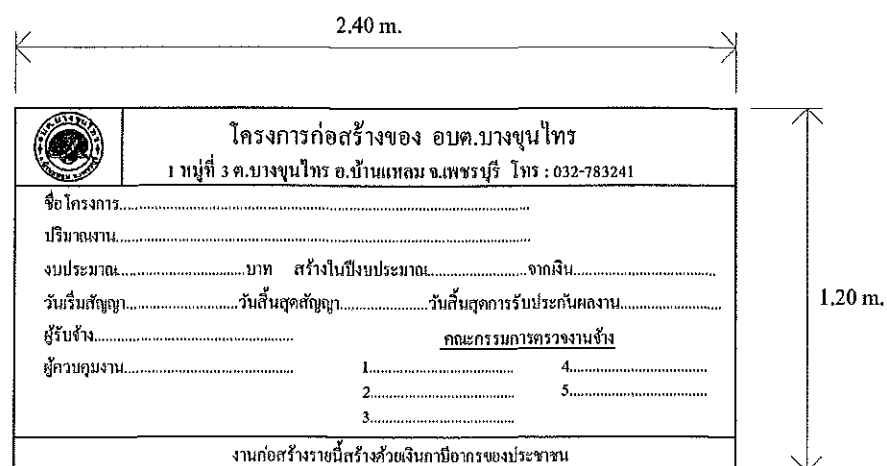 2.40 m.
โครงการก่อสร้างของ อบต.บางขุนไทร
1 หมู่ที่ 3 ต.บางขุนไทร อ.บ้านแหลม จ.เพชรบุรี โทร : 032-783241
ชื่อโครงการ........................................
ปริมาณงาน........................................
งบประมาณ....................บาท สร้างในปีงบประมาณ....................จากเงิน....................
วันเริ่มสัญญา....................วันสิ้นสุดสัญญา....................วันสิ้นสุดการรับประกันผลงาน....................
1.20 m.
ผู้รับจ้าง.................... คณะกรรมการตรวจงานจ้าง
ผู้ควบคุมงาน.................... 1.................... 4....................
2.................... 5....................
3....................
งานก่อสร้างรายนี้สร้างด้วยเงินภาษีอากรของประชาชน